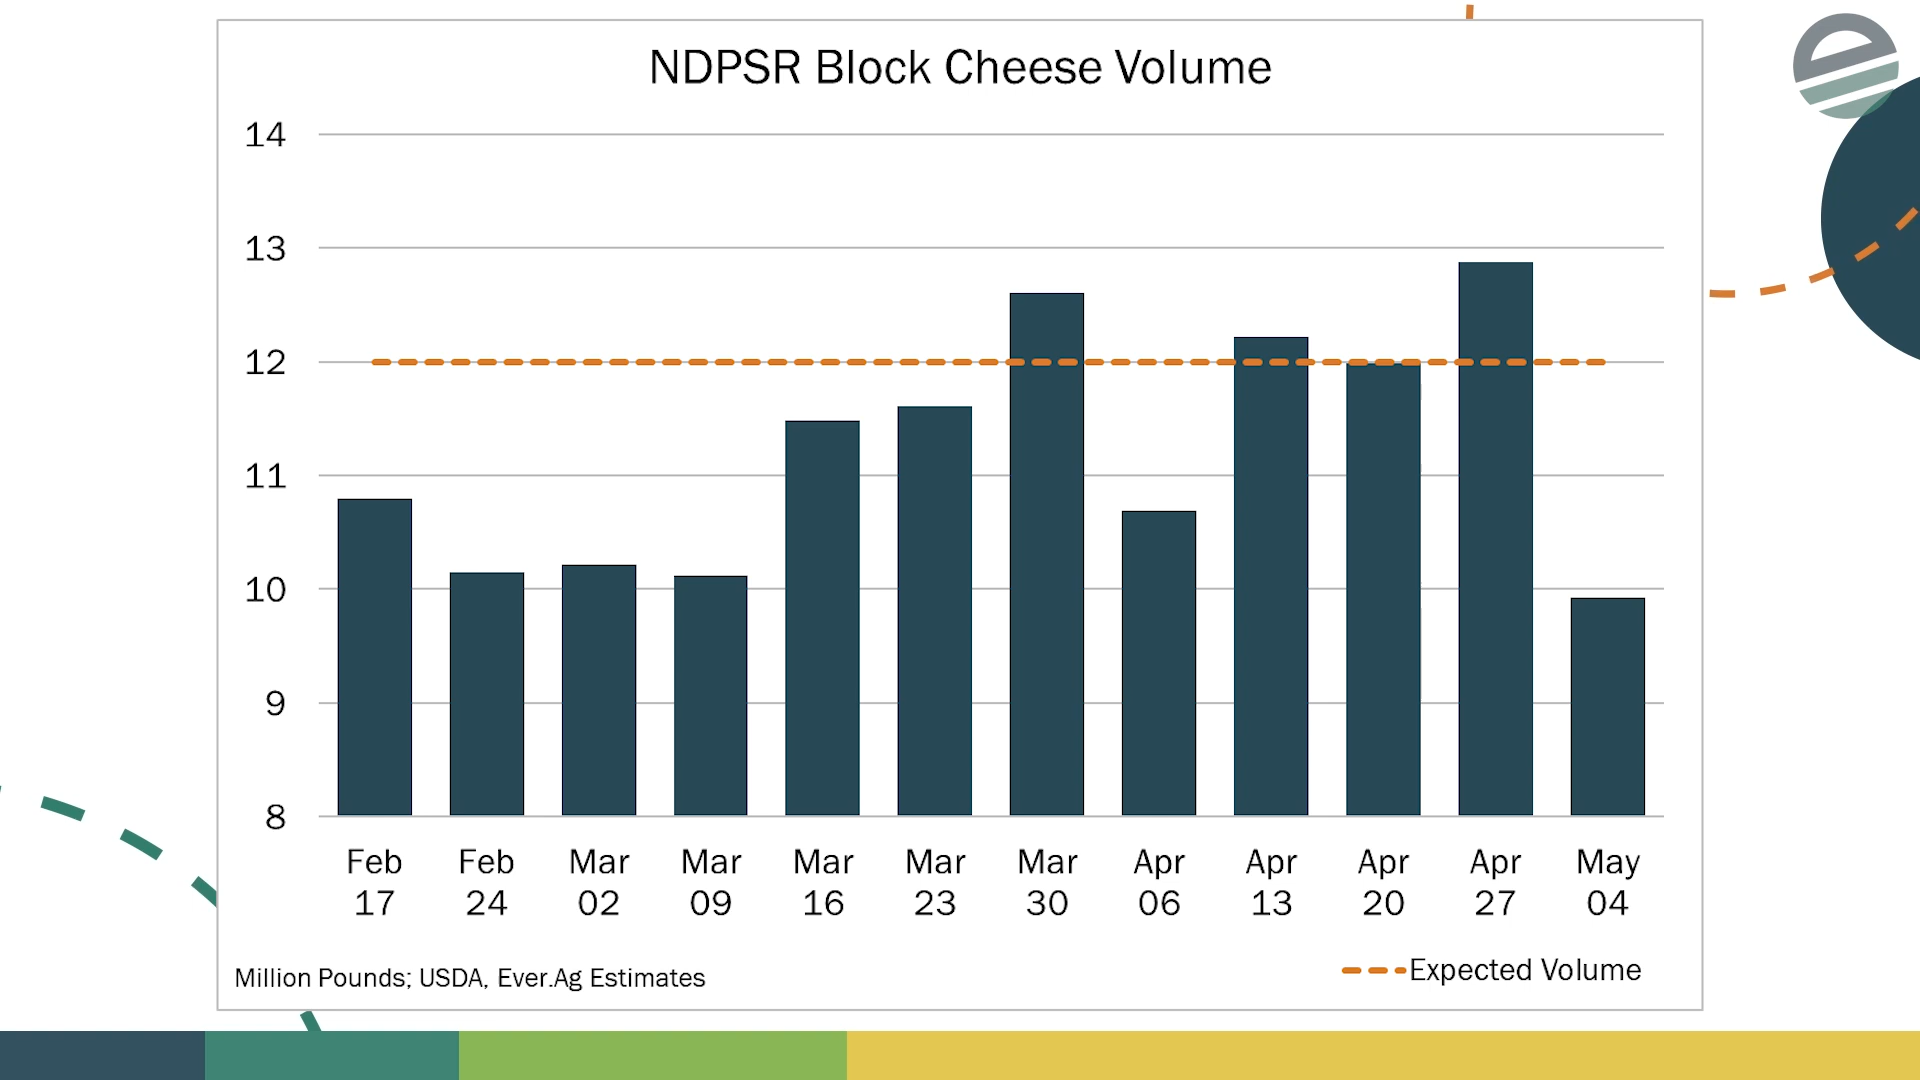 NDPSR Block Cheese Volume
14
13
12
11
10
9
8
Feb 17
Feb 24
Mar 02
Mar 09
Mar 16
Mar 23
Mar 30
Apr 06
Apr 13
Apr 20
Apr 27
May 04
Expected Volume
Million Pounds; USDA, Ever.Ag Estimates